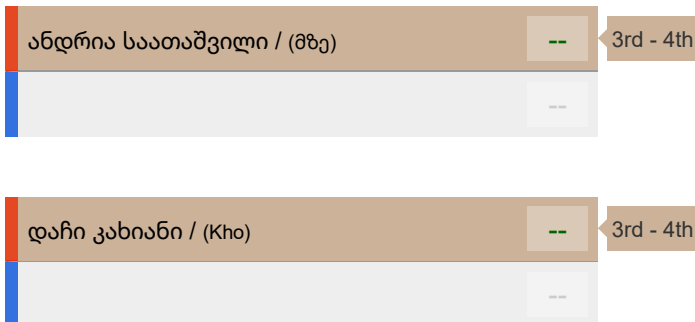 ანდრია საათაშვილი / (მზე) -- 3rd - 4th
--
დაჩი კახიანი / (Kho) -- 3rd - 4th
--